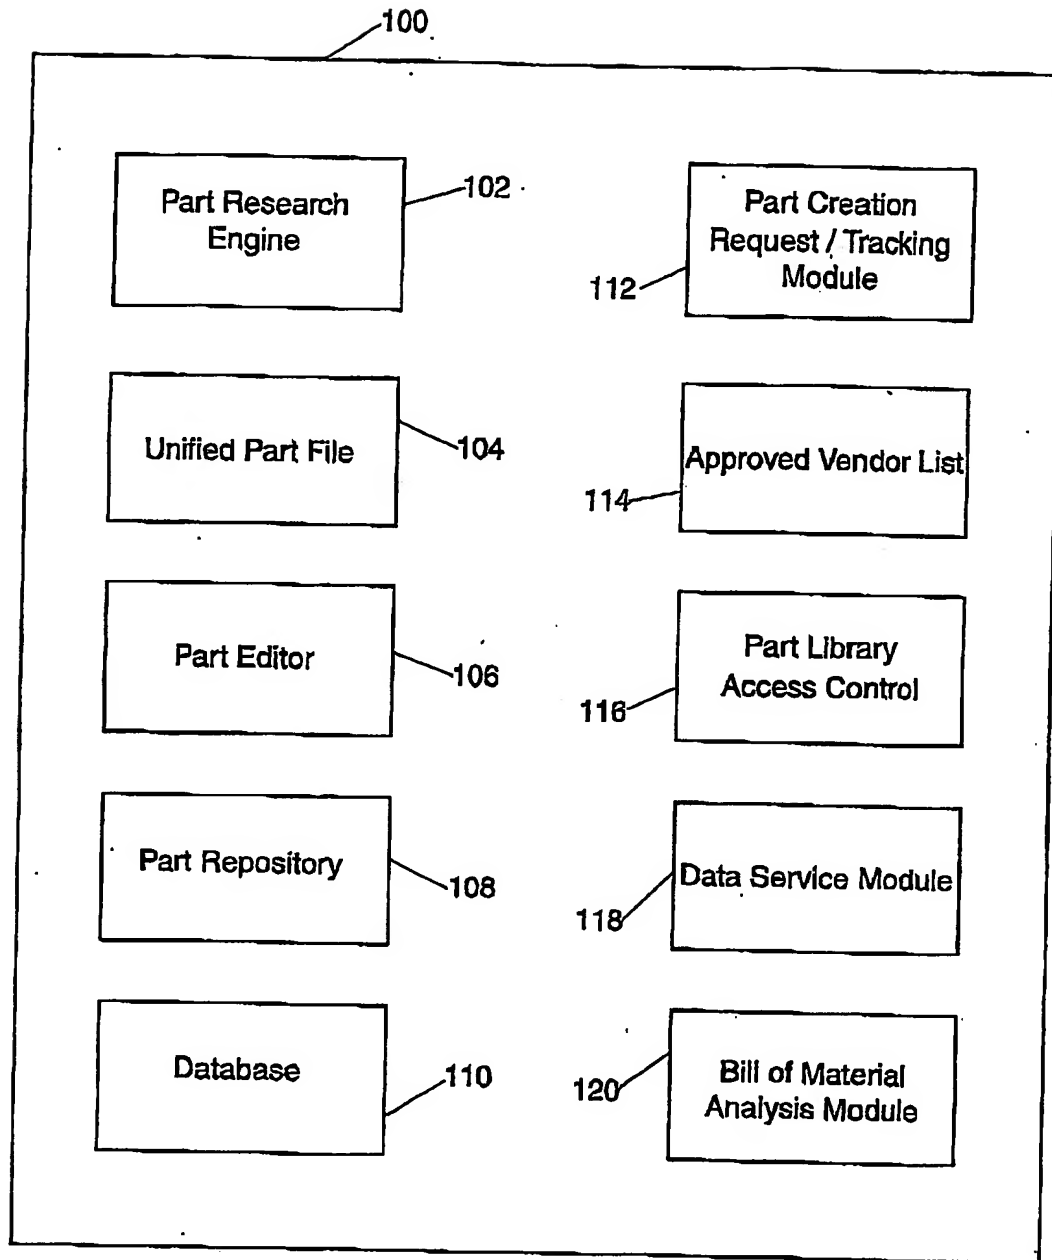 100
Part Research
Engine
102
Part Creation
Request / Tracking
Module
112
Unified Part File
104
Approved Vendor List
114
Part Editor
106
Part Library
Access Control
116
Part Repository
108
Data Service Module
118
Database
110
Bill of Material
Analysis Module
120